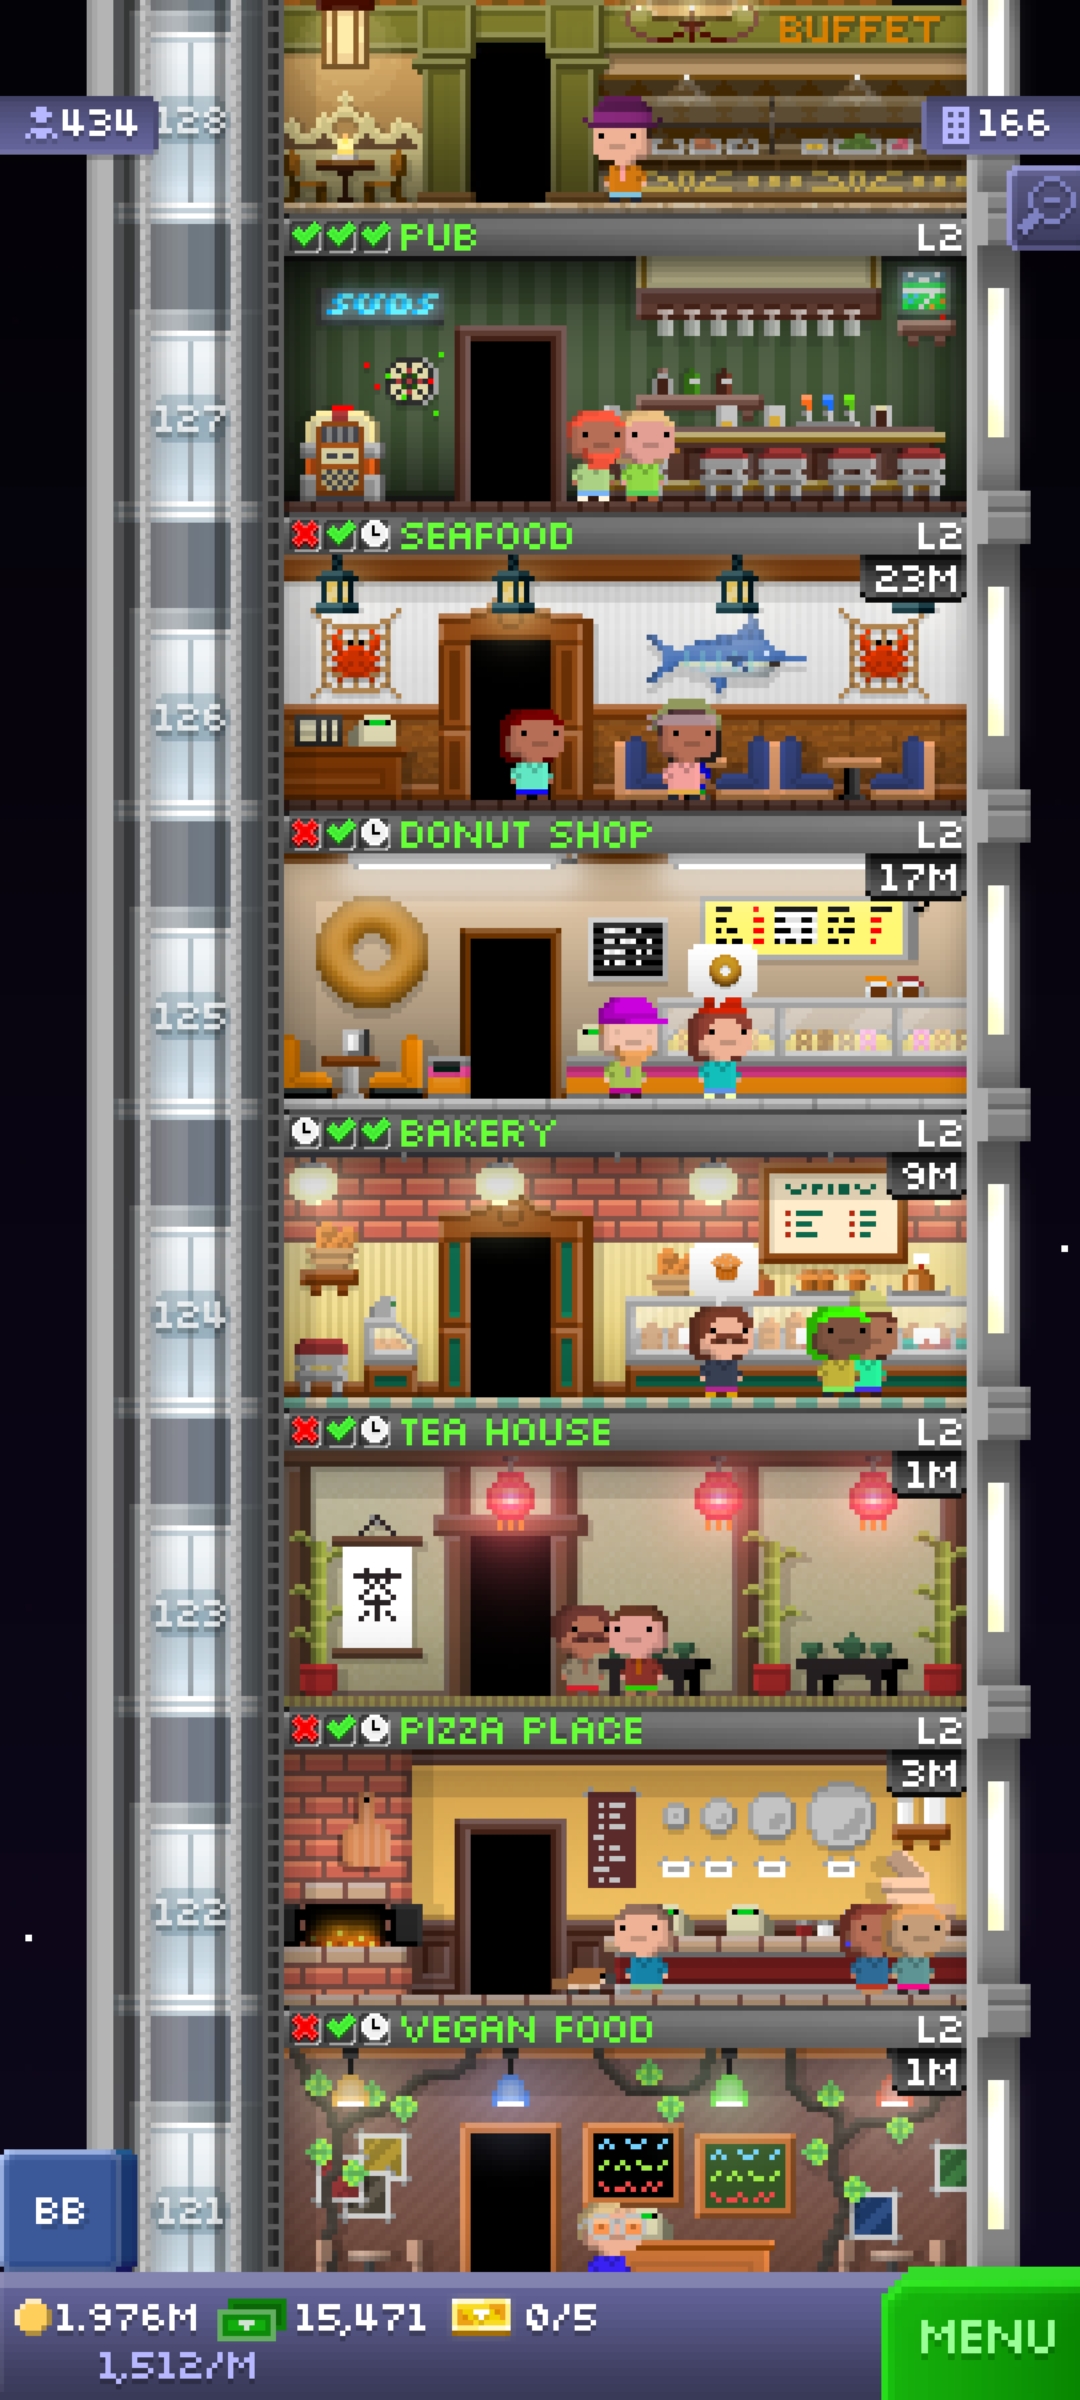 BUFFET
128
434
166
PUB
L2
SUDS
127
SEAFOOD
L2
23M
126
DONUT SHOP
L2
17M
125
BAKERY
L2
9M
124
TEA HOUSE
L2
1M
茶
123
PIZZA PLACE
L2
3M
122
VEGAN FOOD
L2
1M
BB
121
1.976M
15,471
0/5
MENU
1,512/M